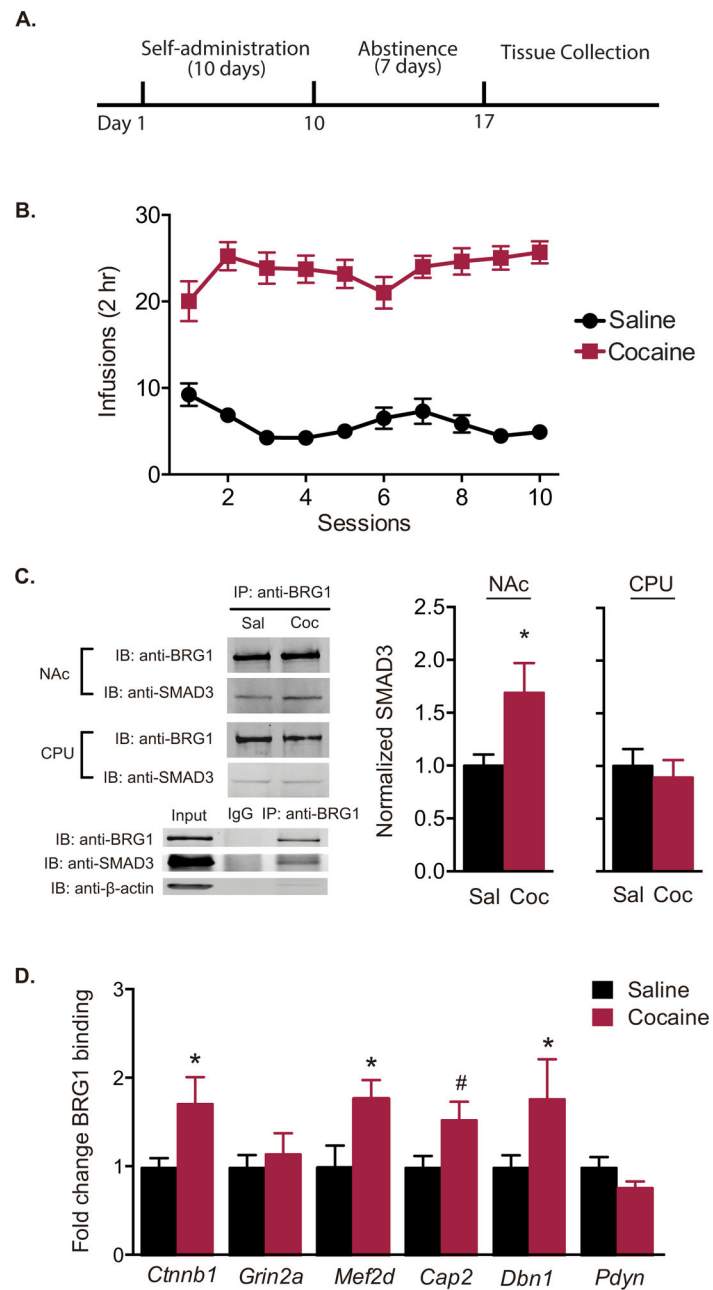 A.
Self-administration
(10 days)
Abstinence
(7 days)
Tissue Collection
Day 1
10
17
B.
30
20
10
0
Infusions (2 hr)
2
4
6
8
10
Sessions
Saline
Cocaine
C.
IP: anti-BRG1
Sal
Coc
NAc
IB: anti-BRG1
IB: anti-SMAD3
CPU
IB: anti-BRG1
IB: anti-SMAD3
Input
IgG
IP: anti-BRG1
IB: anti-BRG1
IB: anti-SMAD3
IB: anti-β-actin
NAc
CPU
2.5
2.0
1.5
1.0
0.5
0.0
Normalized SMAD3
*
Sal
Coc
Sal
Coc
D.
Saline
Cocaine
3
2
1
0
Fold change BRG1 binding
*
*
#
*
Ctnnb1
Grin2a
Mef2d
Cap2
Dbn1
Pdyn